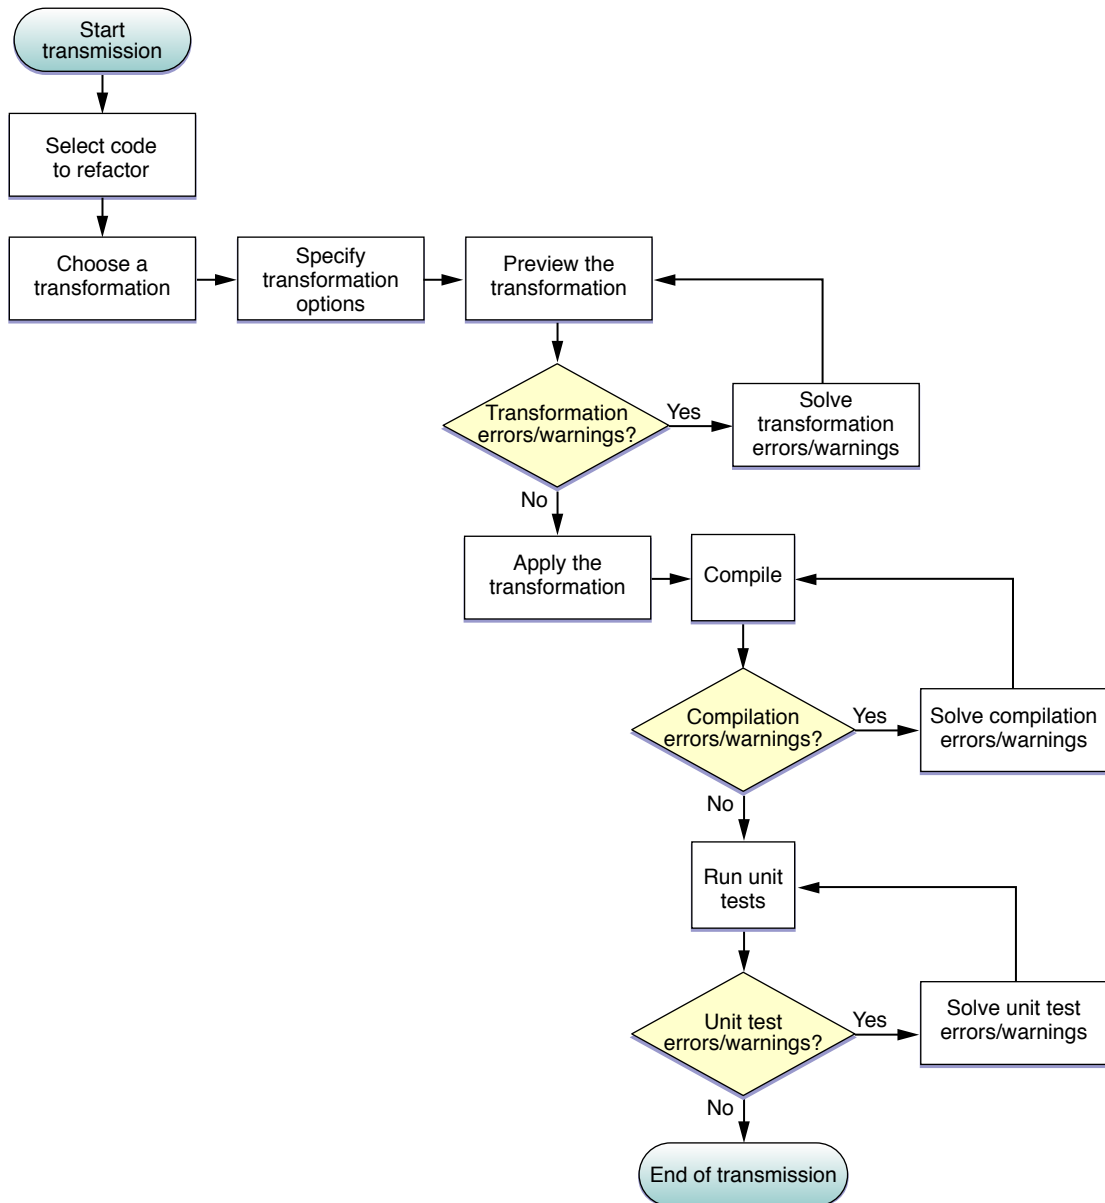 Start
transmission
Select code
to refactor
Choose a
transformation
Specify
transformation
options
Preview the
transformation
Transformation
errors/warnings?
Yes
Solve
transformation
errors/warnings
No
Apply the
transformation
Compile
Compilation
errors/warnings?
Yes
Solve compilation
errors/warnings
No
Run unit
tests
Unit test
errors/warnings?
Yes
Solve unit test
errors/warnings
No
End of transmission